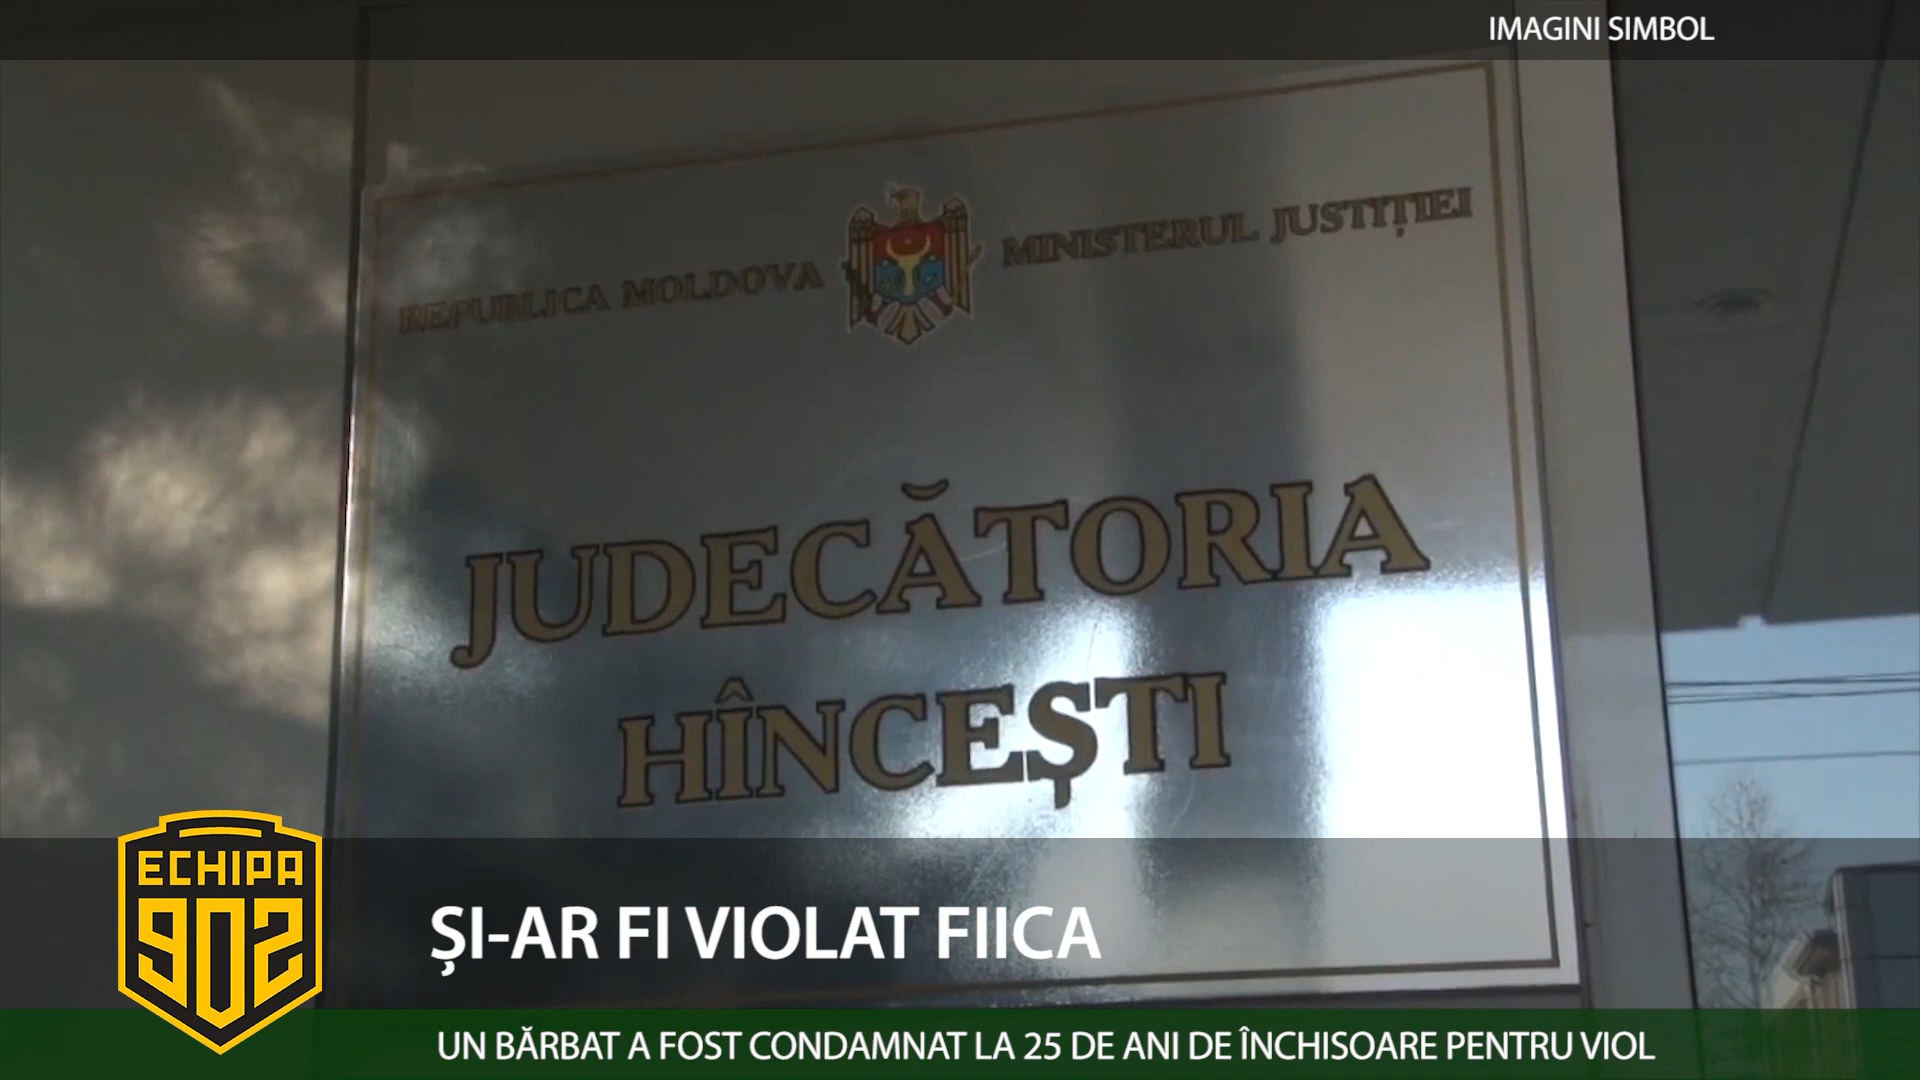 IMAGINI SIMBOL
REPUBLICA MOLDOVA MINISTERUL JUSTIȚIEI
JUDECĂTORIA
HÎNCEȘTI
ECHIPA
902
ȘI-AR FI VIOLAT FIICA
UN BĂRBAT A FOST CONDAMNAT LA 25 DE ANI DE ÎNCHISOARE PENTRU VIOL